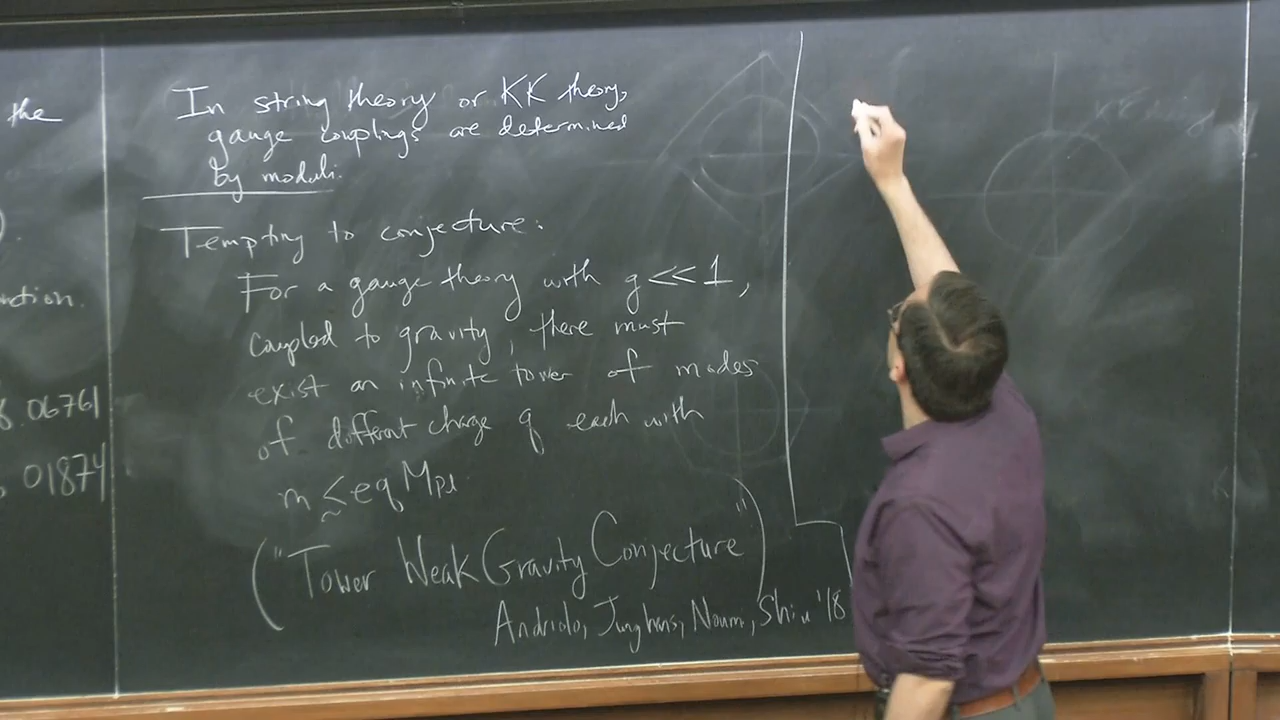 the
).
nction.
8.06761
01874
In string theory or KK theory,
gauge couplings are determined
by moduli.
Tempting to conjecture:
For a gauge theory with g << 1,
coupled to gravity, there must
exist an infinite tower of modes
of different charge q each with
m ≲ eq M_Pl
("Tower Weak Gravity Conjecture")
Andriolo, Junghans, Noumi, Shiu '18